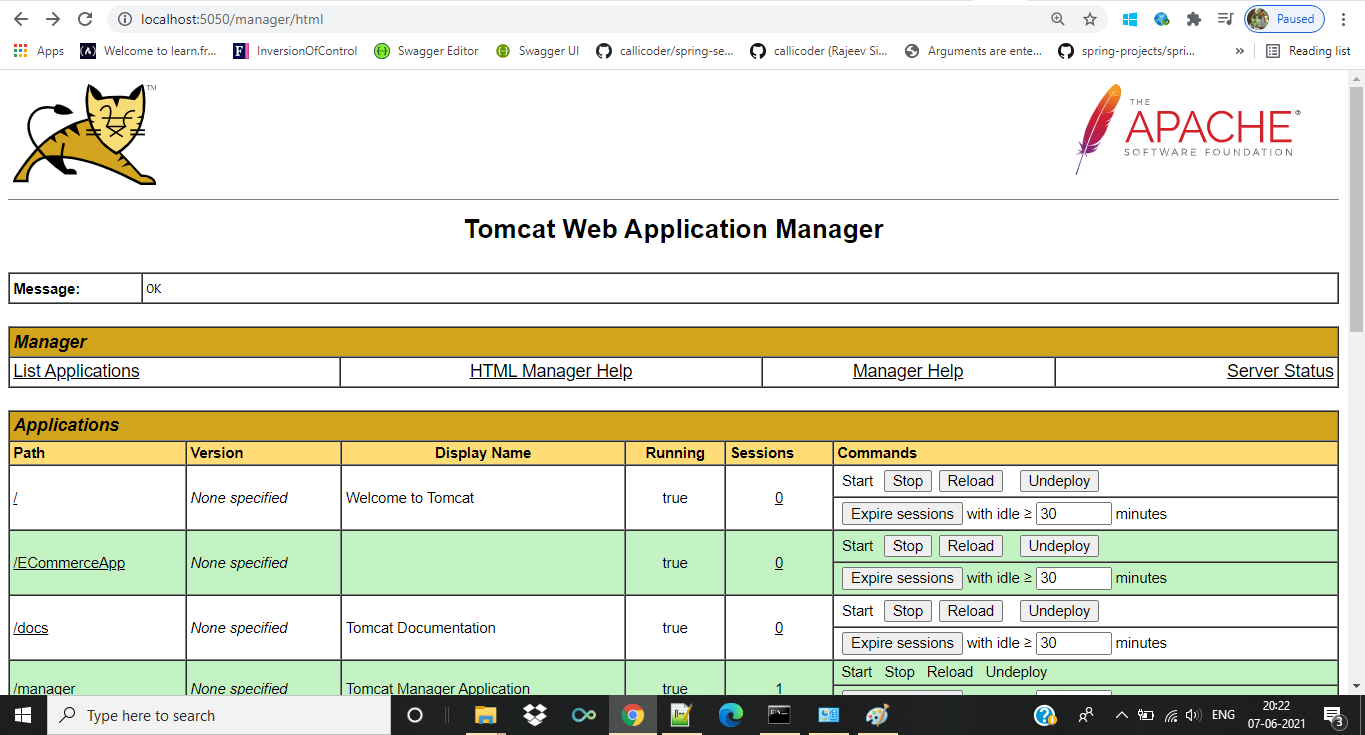 localhost:5050/manager/html
Paused
Apps Welcome to learn.fr... InversionOfControl Swagger Editor Swagger UI callicoder/spring-se... callicoder (Rajeev Si... Arguments are ente... spring-projects/spri... » Reading list
TM
THE
APACHE®
SOFTWARE FOUNDATION
Tomcat Web Application Manager
Message: OK
Manager
List Applications HTML Manager Help Manager Help Server Status
Applications
Path Version Display Name Running Sessions Commands
/ None specified Welcome to Tomcat true 0 Start Stop Reload Undeploy
Expire sessions with idle ≥ 30 minutes
/ECommerceApp None specified true 0 Start Stop Reload Undeploy
Expire sessions with idle ≥ 30 minutes
/docs None specified Tomcat Documentation true 0 Start Stop Reload Undeploy
Expire sessions with idle ≥ 30 minutes
/manager None specified Tomcat Manager Application true 1 Start Stop Reload Undeploy
Type here to search
ENG
20:22
07-06-2021
3